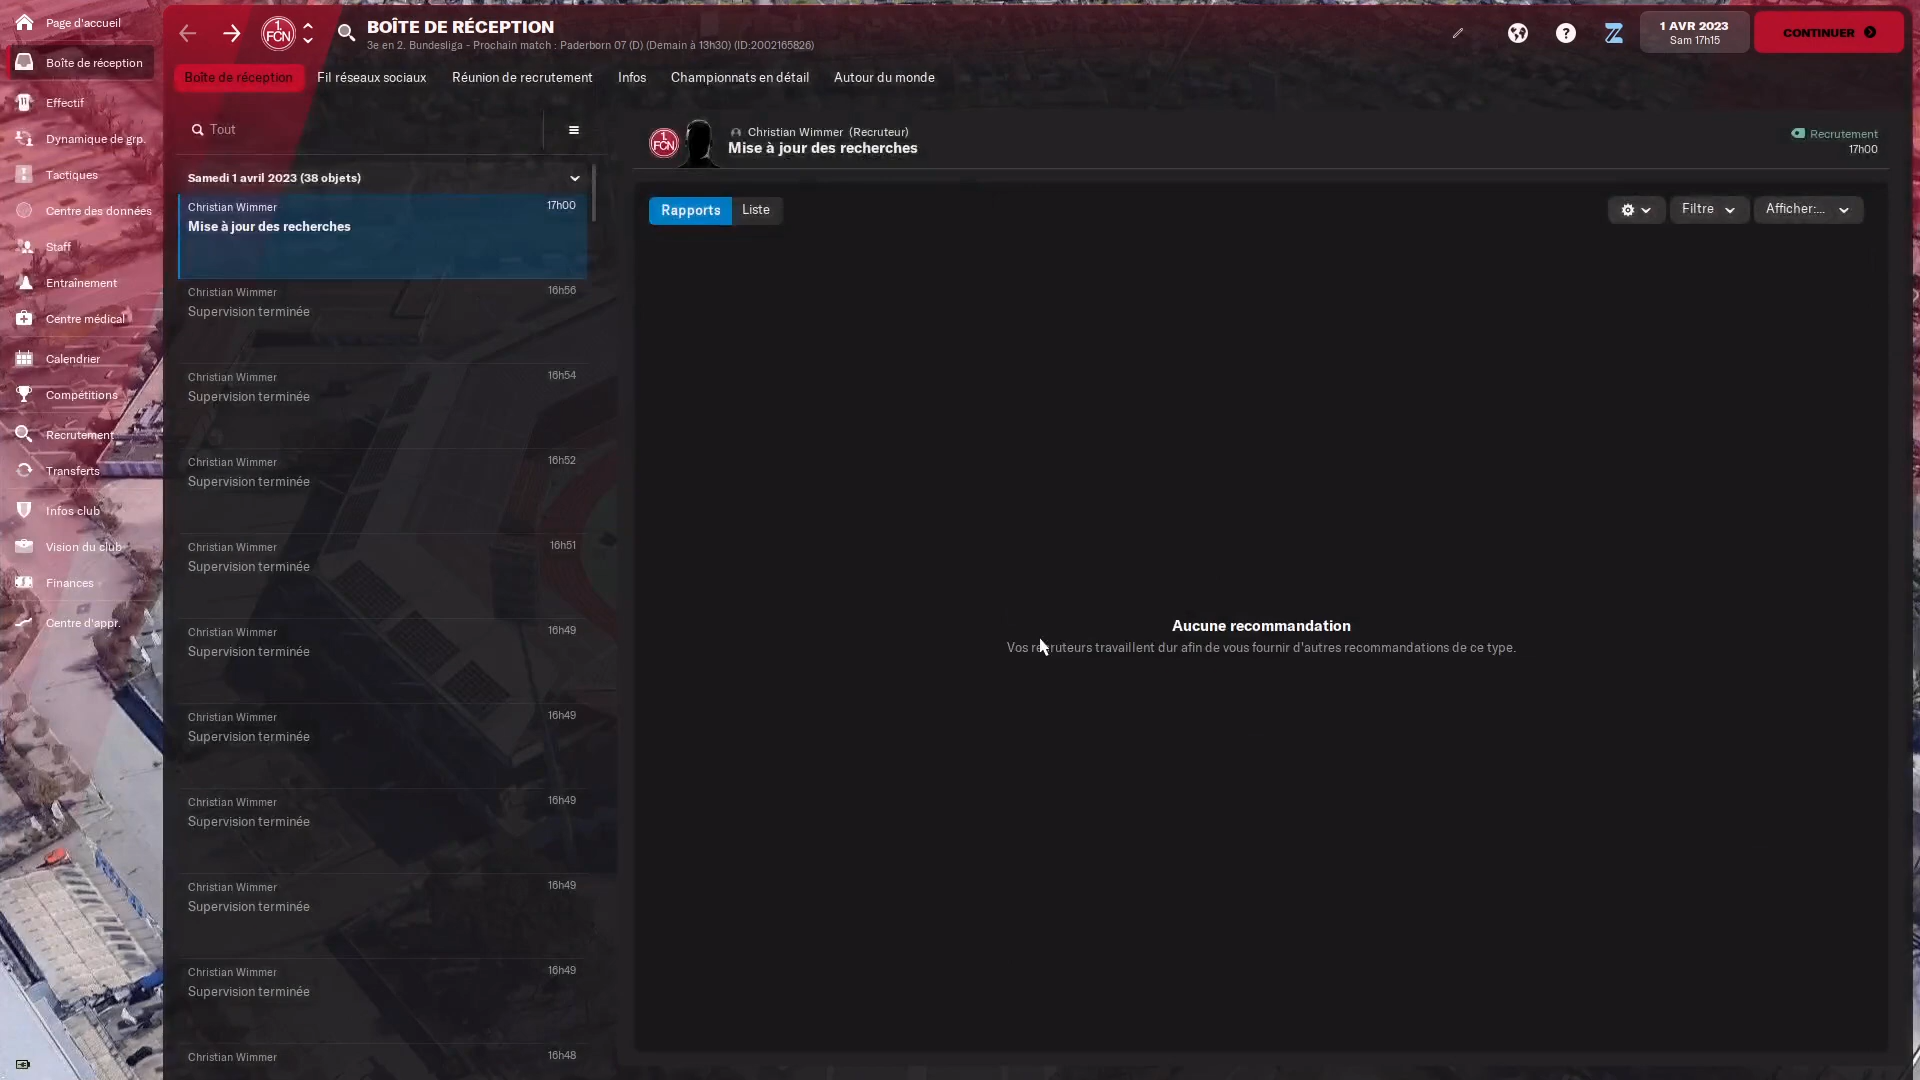 Page d'accueil
Boîte de réception
Effectif
Dynamique de grp.
Tactiques
Centre des données
Staff
Entraînement
Centre médical
Calendrier
Compétitions
Recrutement
Transferts
Infos club
Vision du club
Finances
Centre d'appr.
1.
FCN
BOÎTE DE RÉCEPTION
3e en 2. Bundesliga - Prochain match : Paderborn 07 (D) (Demain à 13h30) (ID:2002165826)
1 AVR 2023
Sam 17h15
CONTINUER
Boîte de réception
Fil réseaux sociaux
Réunion de recrutement
Infos
Championnats en détail
Autour du monde
Tout
Samedi 1 avril 2023 (38 objets)
Christian Wimmer 17h00
Mise à jour des recherches
Christian Wimmer 16h56
Supervision terminée
Christian Wimmer 16h54
Supervision terminée
Christian Wimmer 16h52
Supervision terminée
Christian Wimmer 16h51
Supervision terminée
Christian Wimmer 16h49
Supervision terminée
Christian Wimmer 16h49
Supervision terminée
Christian Wimmer 16h49
Supervision terminée
Christian Wimmer 16h49
Supervision terminée
Christian Wimmer 16h49
Supervision terminée
Christian Wimmer 16h48
1.
FCN
Christian Wimmer (Recruteur)
Mise à jour des recherches
Recrutement
17h00
Rapports
Liste
Filtre
Afficher:...
Aucune recommandation
Vos recruteurs travaillent dur afin de vous fournir d'autres recommandations de ce type.